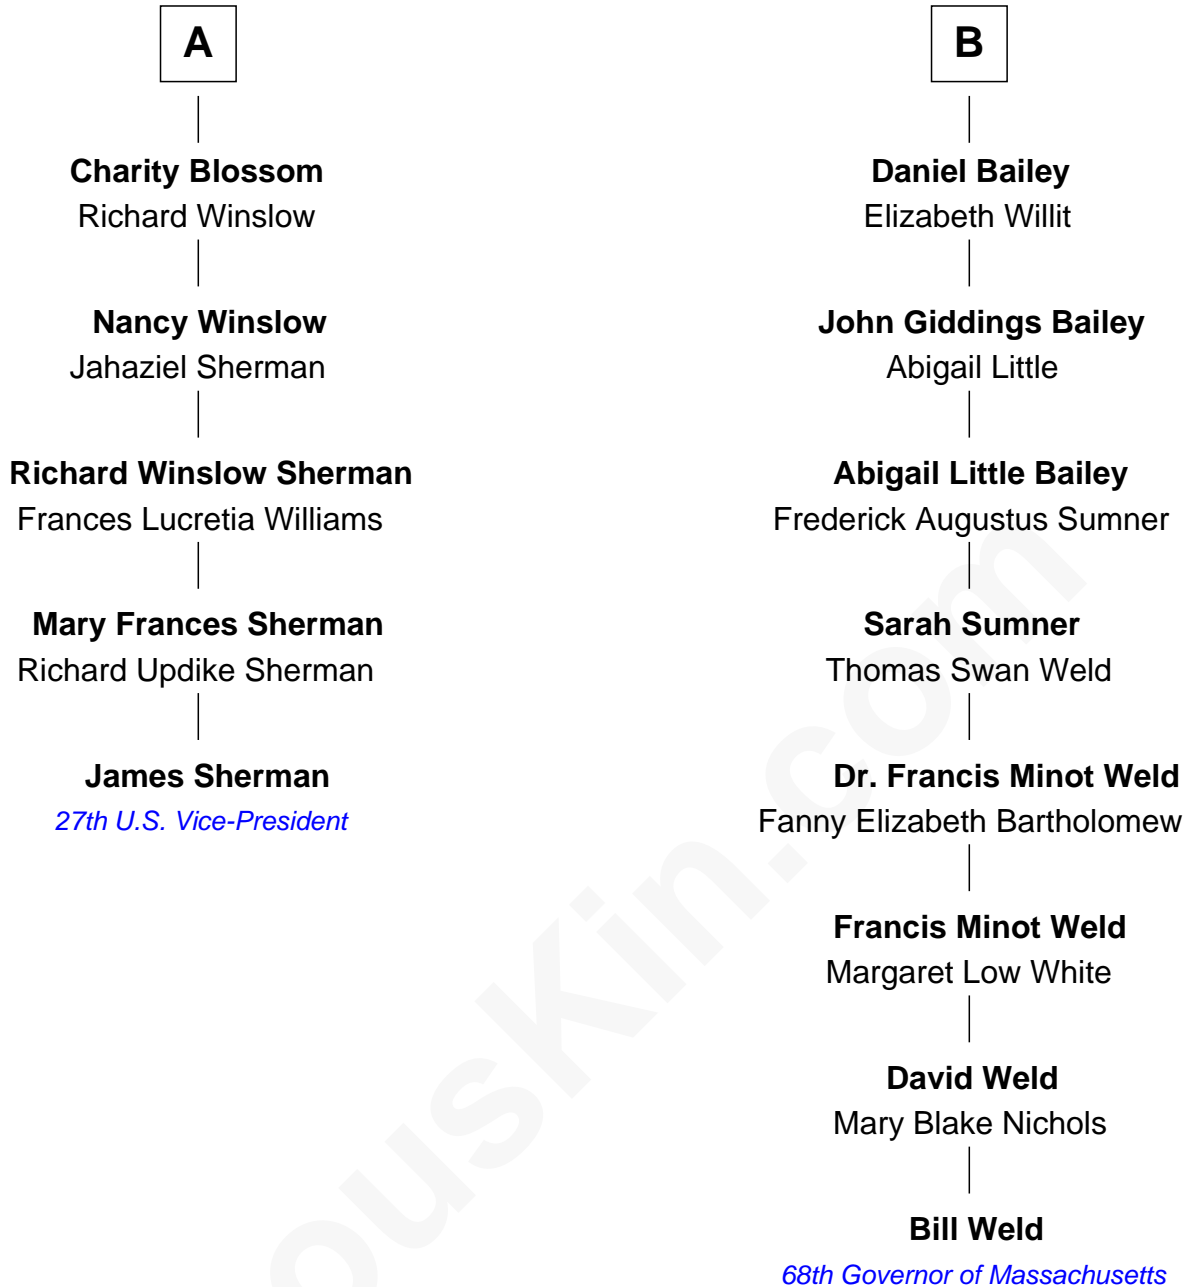 A
Charity Blossom
Richard Winslow
Nancy Winslow
Jahaziel Sherman
Richard Winslow Sherman
Frances Lucretia Williams
Mary Frances Sherman
Richard Updike Sherman
James Sherman
27th U.S. Vice-President
B
Daniel Bailey
Elizabeth Willit
John Giddings Bailey
Abigail Little
Abigail Little Bailey
Frederick Augustus Sumner
Sarah Sumner
Thomas Swan Weld
Dr. Francis Minot Weld
Fanny Elizabeth Bartholomew
Francis Minot Weld
Margaret Low White
David Weld
Mary Blake Nichols
Bill Weld
68th Governor of Massachusetts
ousKin.com